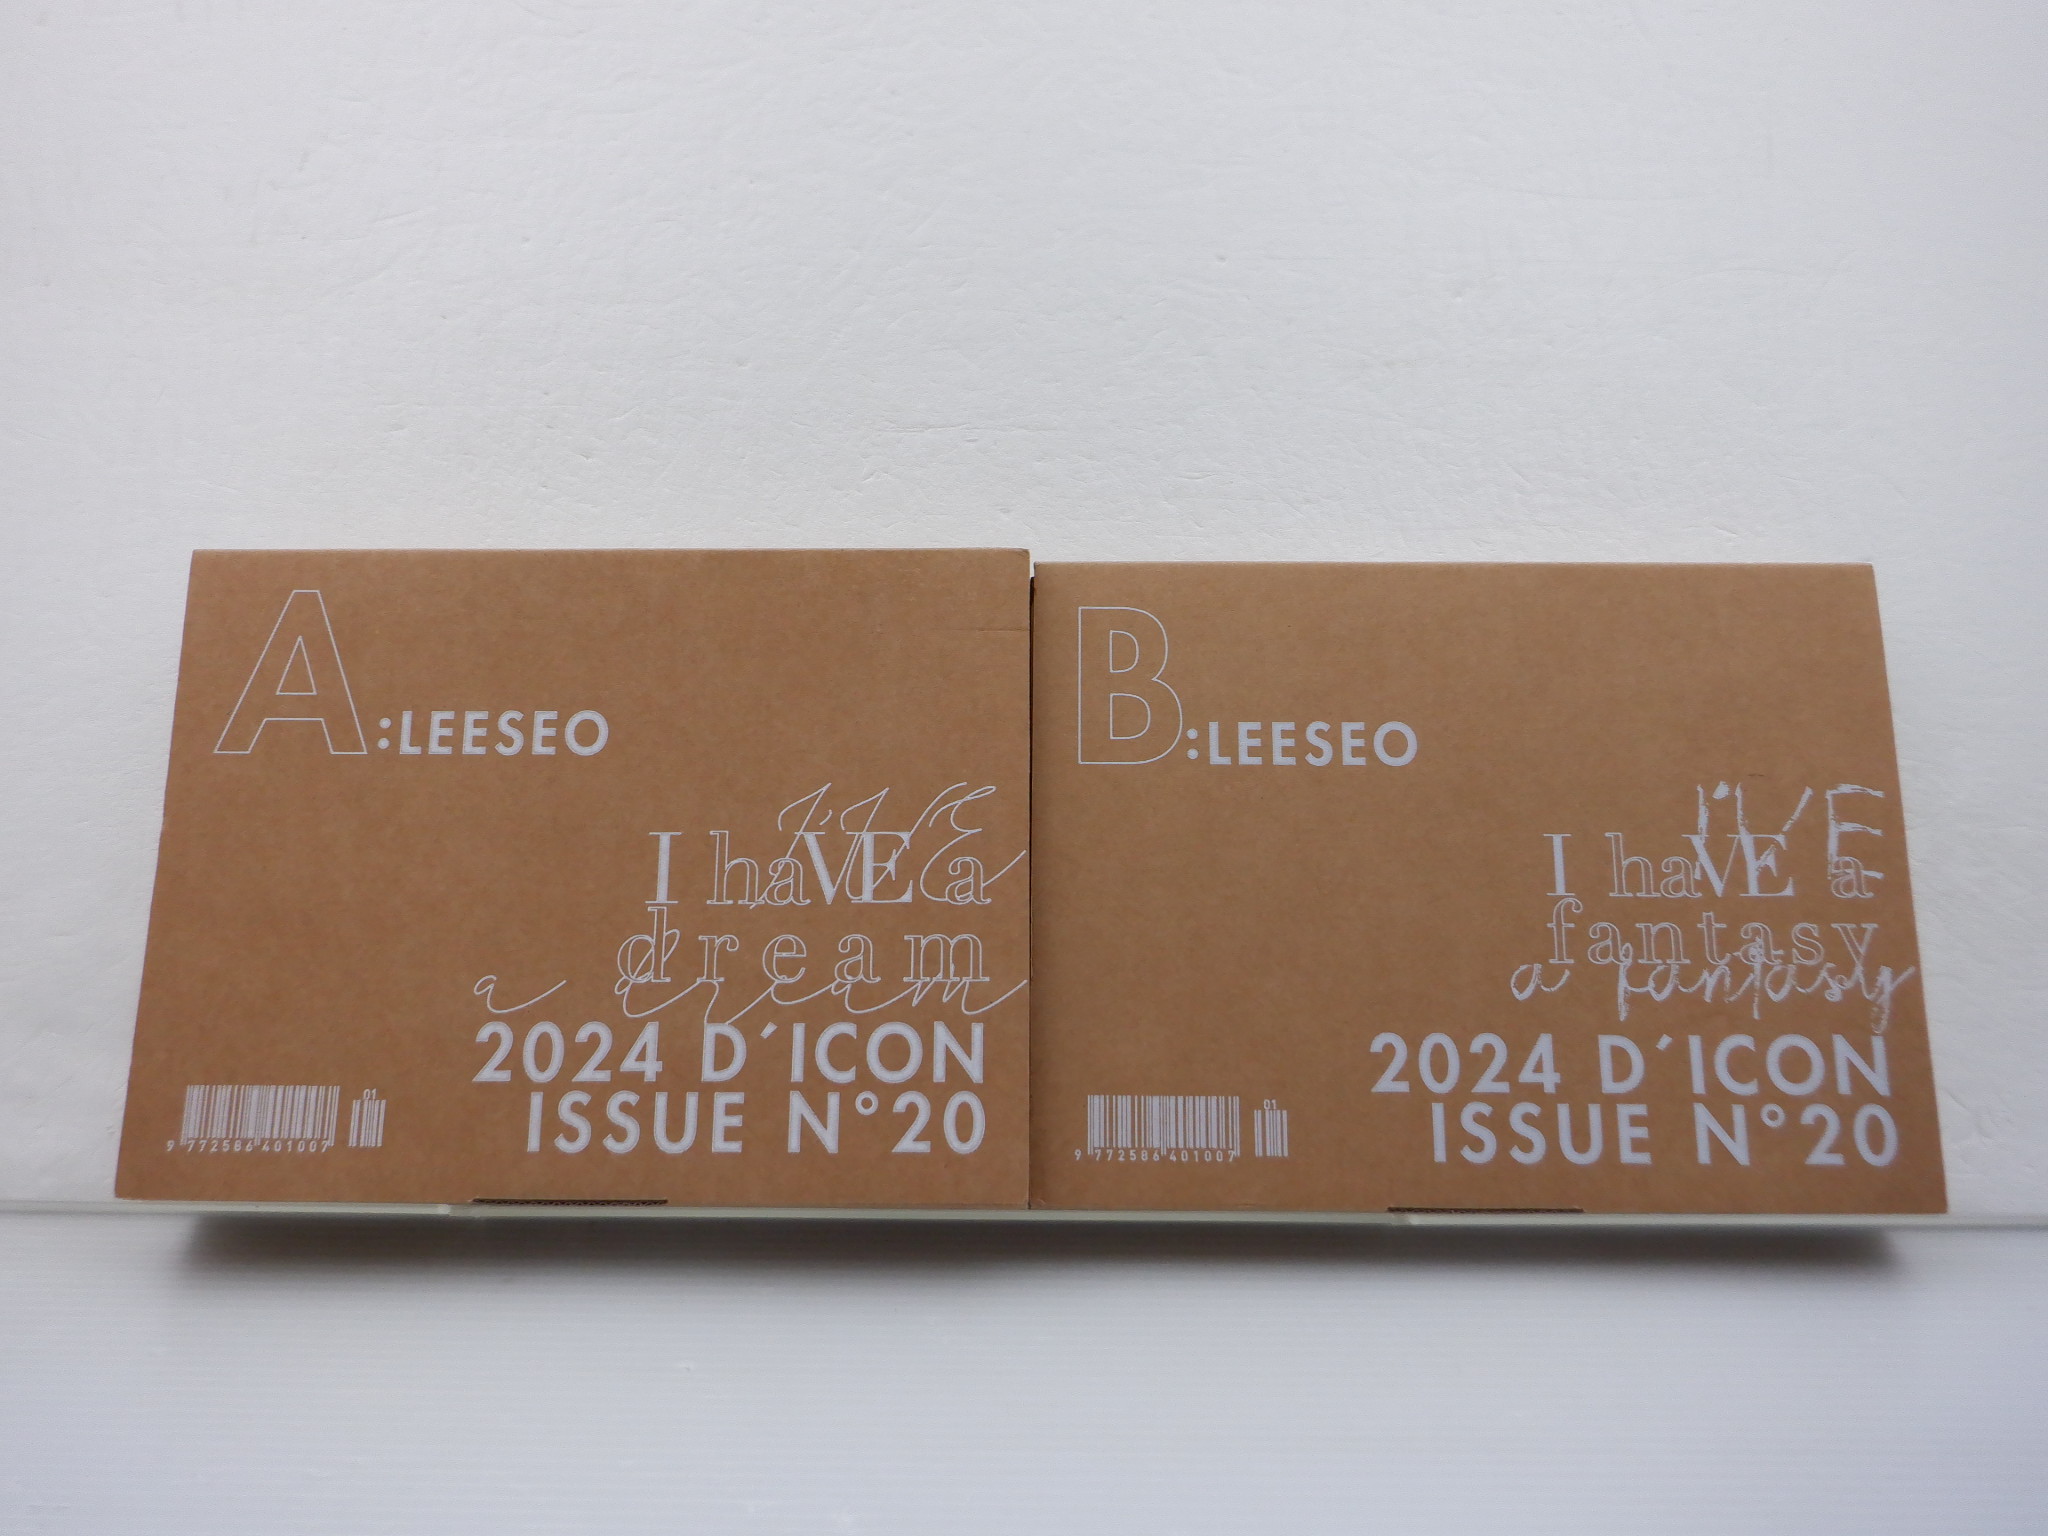 A:LEESEO
I'VE
I haVE a
dream
a dream
2024 D'ICON
ISSUE N°20
01
9 772586 401007
B:LEESEO
I'VE
I haVE a
fantasy
a fantasy
2024 D'ICON
ISSUE N°20
01
9 772586 401007